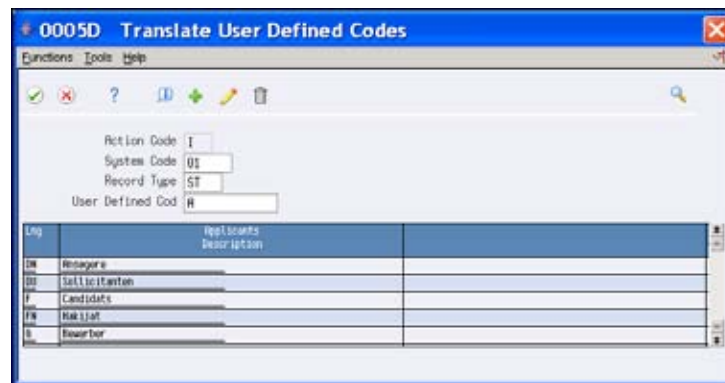 0005D Translate User Defined Codes
Functions Tools Help
Action Code I
System Code 01
Record Type ST
User Defined Cod A
Lng Applicants
Description
DN Ansøgere
DU Sollicitanten
F Candidats
FN Hakijat
G Bewerber